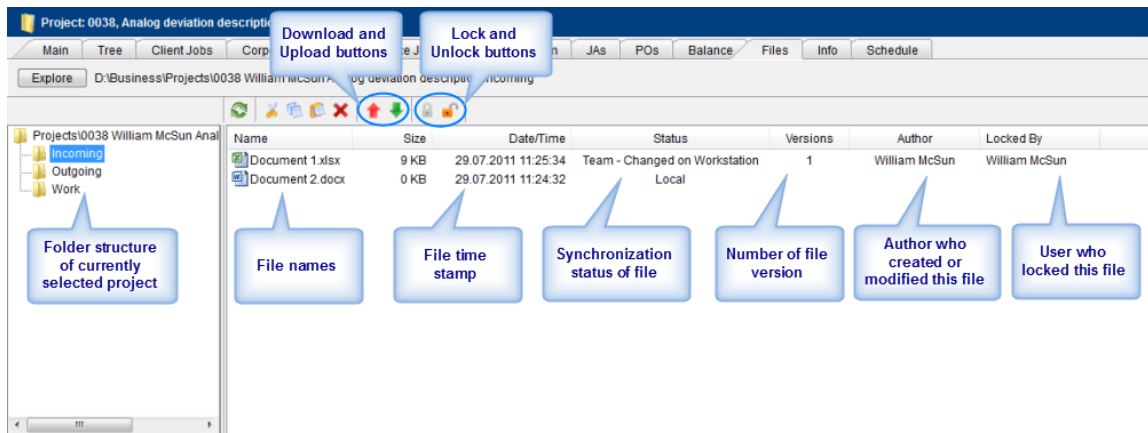 Project: 0038, Analog deviation descripti
Download and
Upload buttons
Lock and
Unlock buttons
Main Tree Client Jobs Corp JAs POs Balance Files Info Schedule
Explore D:\Business\Projects\0038 William McSun Analog deviation description\Incoming
Projects\0038 William McSun Anal
Incoming
Outgoing
Work
Name Size Date/Time Status Versions Author Locked By
Document 1.xlsx 9 KB 29.07.2011 11:25:34 Team - Changed on Workstation 1 William McSun William McSun
Document 2.docx 0 KB 29.07.2011 11:24:32 Local
Folder structure
of currently
selected project
File names
File time
stamp
Synchronization
status of file
Number of file
version
Author who
created or
modified this file
User who
locked this file